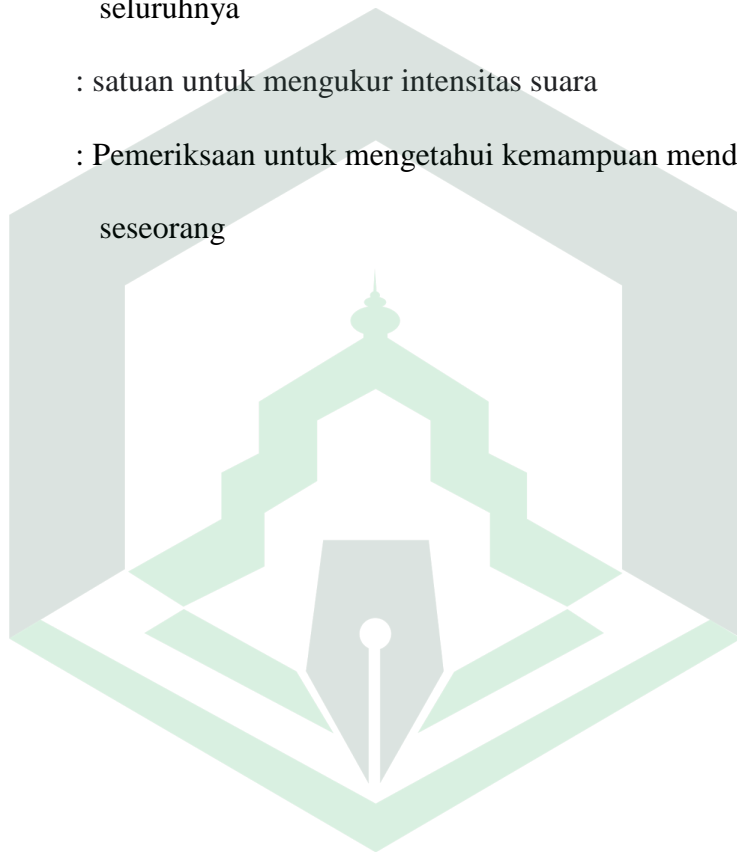 seluruhnya
: satuan untuk mengukur intensitas suara
: Pemeriksaan untuk mengetahui kemampuan mend
seseorang